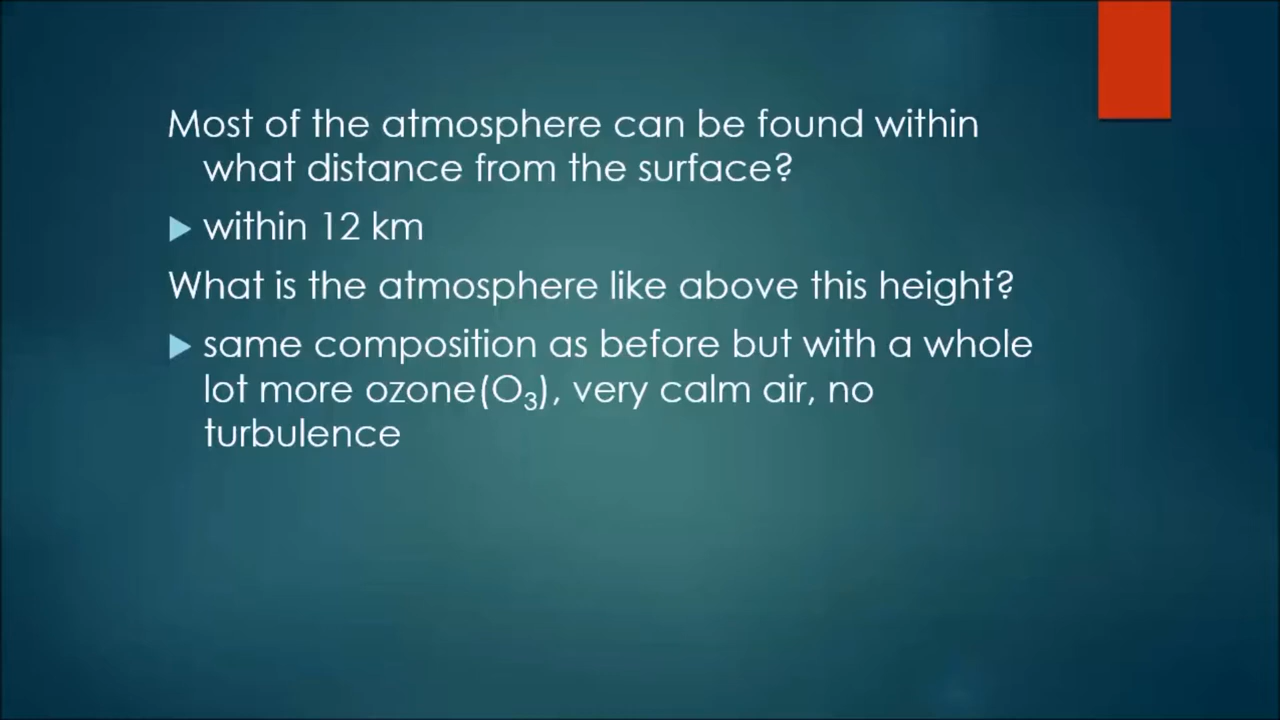 Most of the atmosphere can be found within
what distance from the surface?
within 12 km
What is the atmosphere like above this height?
same composition as before but with a whole
lot more ozone(O₃), very calm air, no
turbulence